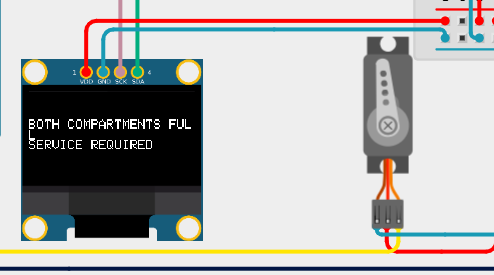 1 4
VDD GND SCK SDA
BOTH COMPARTMENTS FUL
L
SERVICE REQUIRED